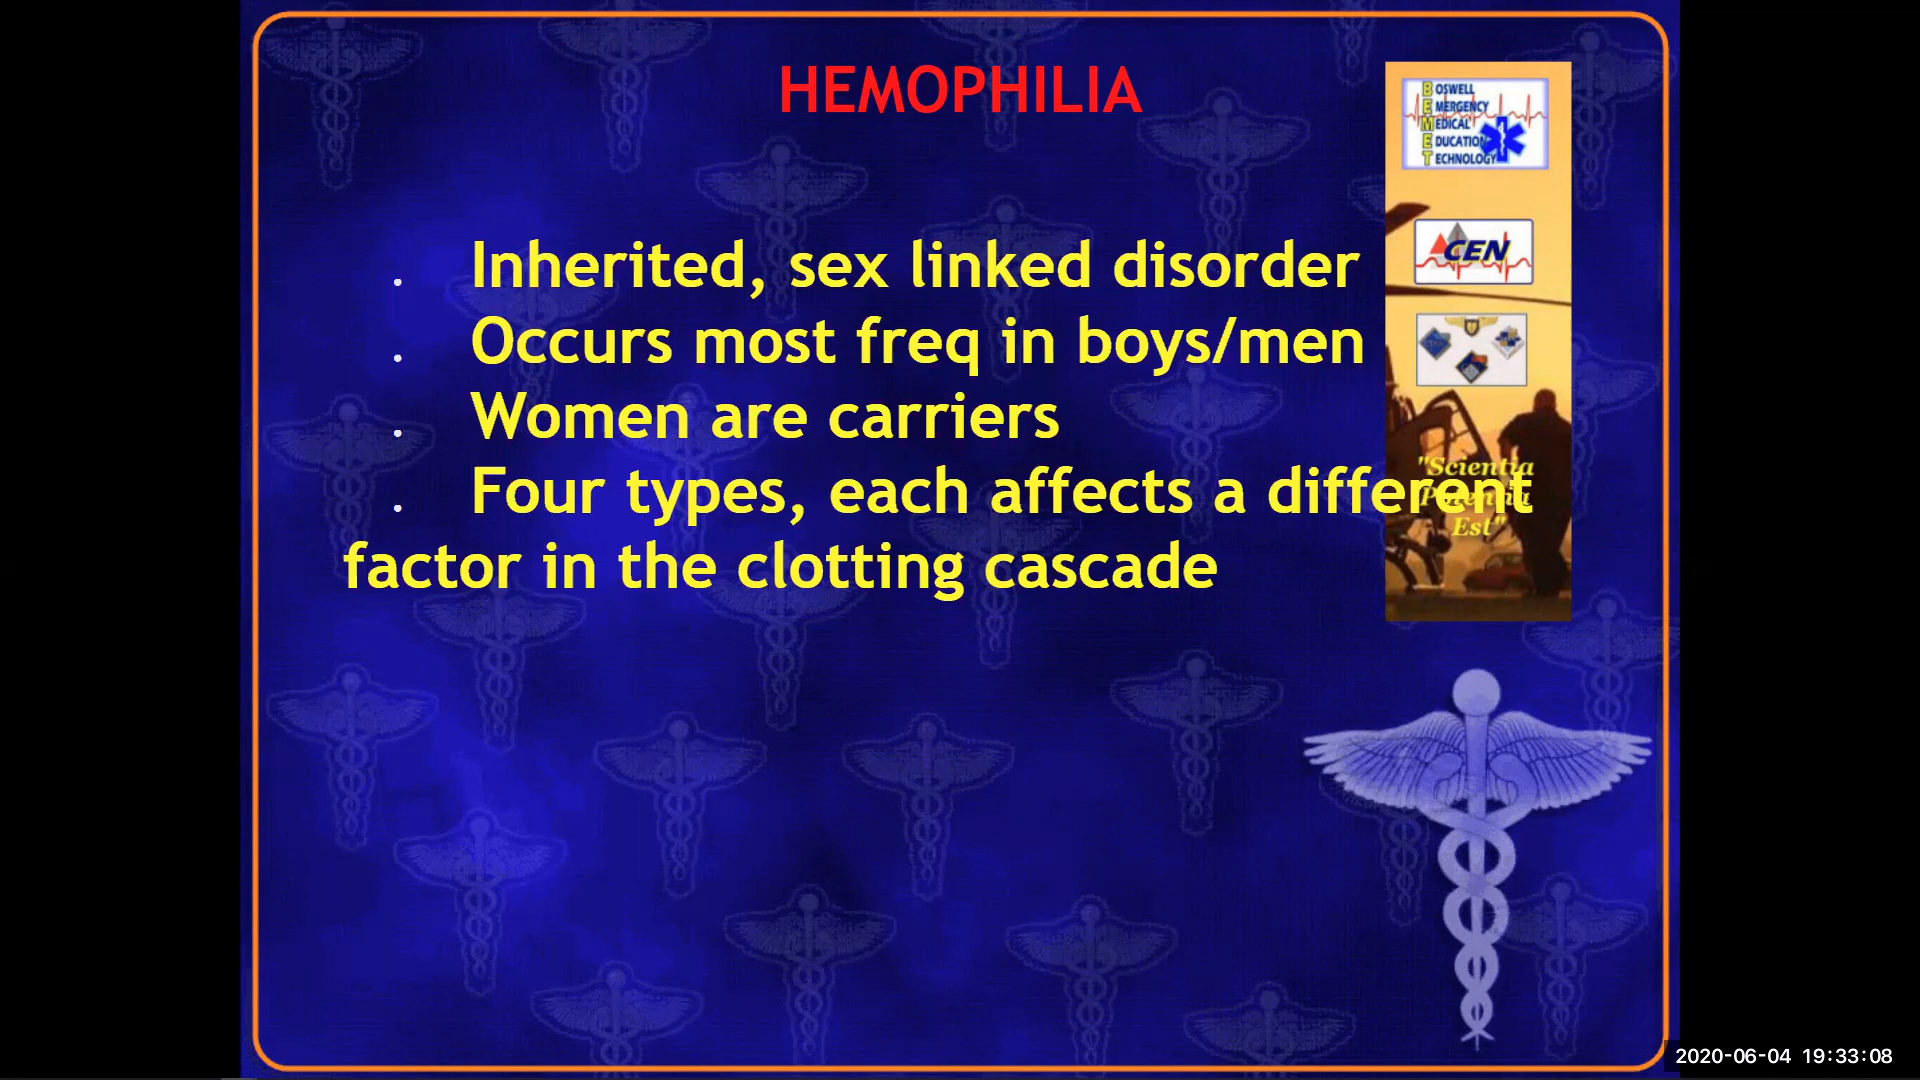 HEMOPHILIA
BOSWELL
EMERGENCY
MEDICAL
EDUCATION
TECHNOLOGY
CEN
. Inherited, sex linked disorder
. Occurs most freq in boys/men
. Women are carriers
. Four types, each affects a different
factor in the clotting cascade
"Scientia
Potentia
Est"
2020-06-04 19:33:08